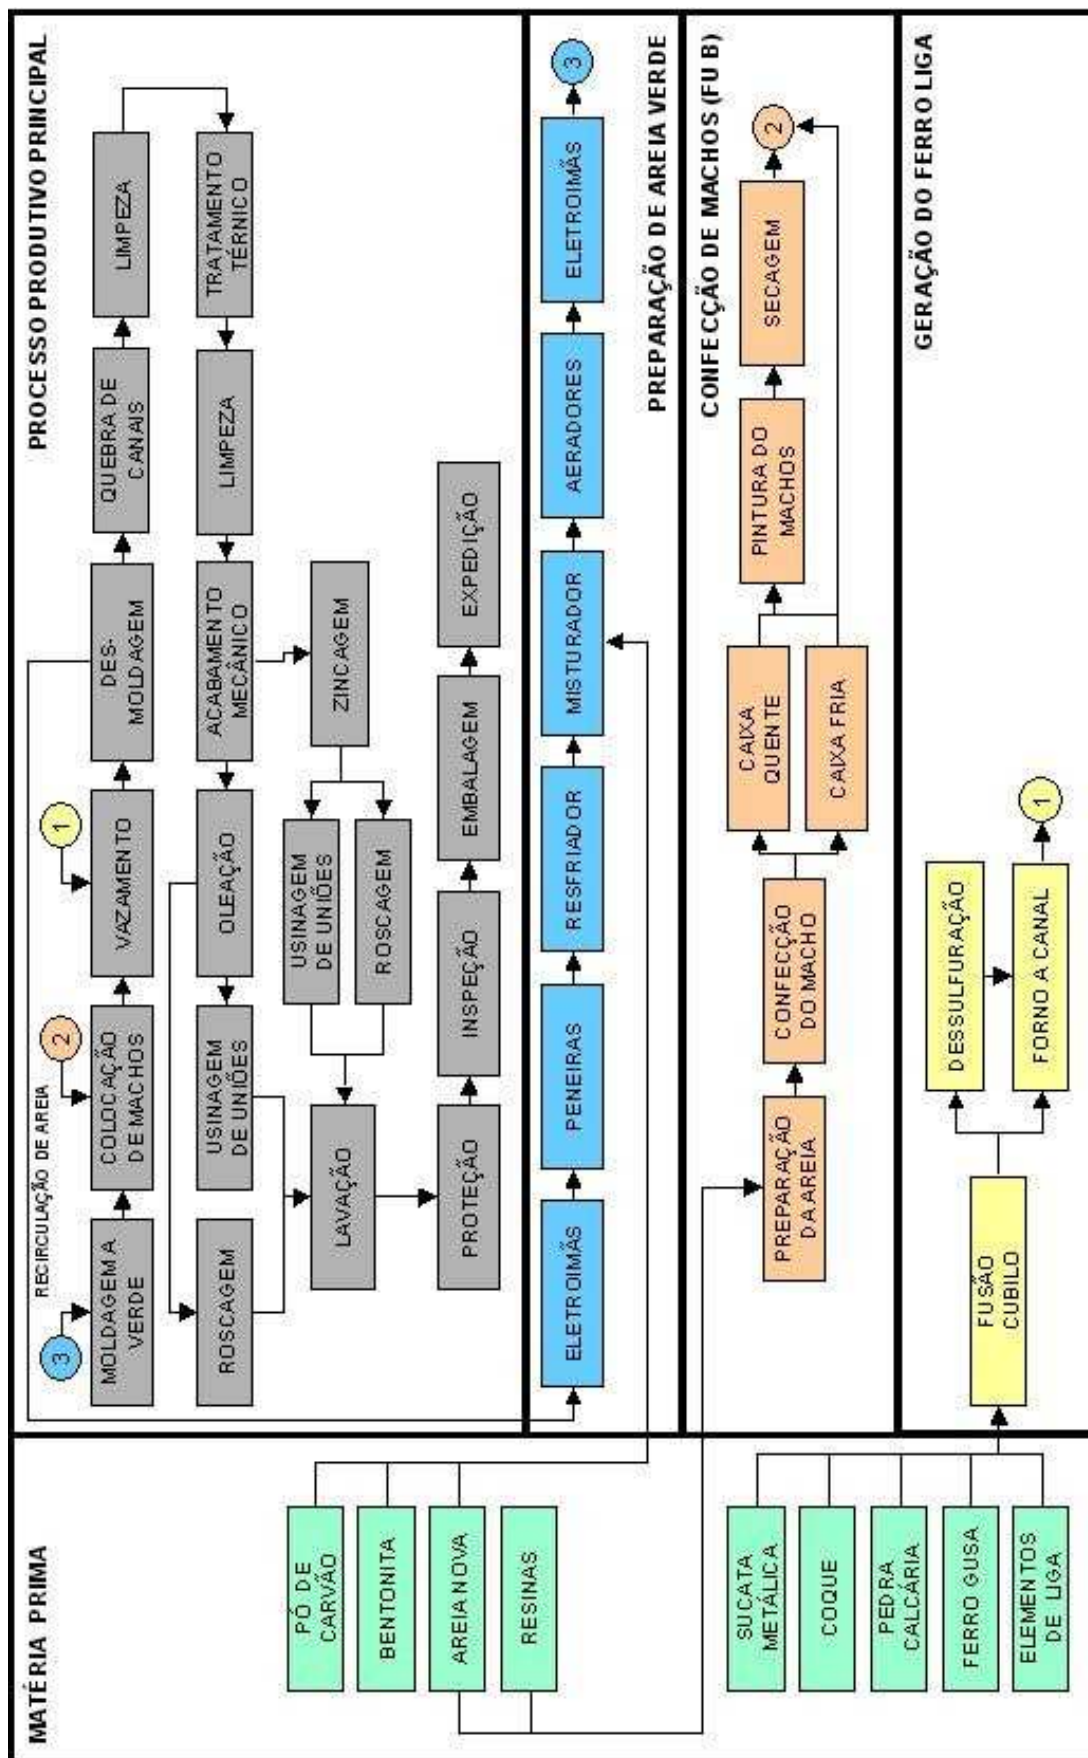 MATÉRIA PRIMA
PÓ DE
CARVÃO
BENTONITA
AREIA NOVA
RESINAS
SUCATA
METÁLICA
COQUE
PEDRA
CALCÁRIA
FERRO GUSA
ELEMENTOS
DE LIGA
PROCESSO PRODUTIVO PRINCIPAL
RECIRCULAÇÃO DE AREIA
3
2
1
MOLDAGEM A
VERDE
COLOCAÇÃO
DE MACHOS
VAZAMENTO
DES-
MOLDAGEM
QUEBRA DE
CANAIS
LIMPEZA
ROSCAGEM
USINAGEM
DE UNIÕES
OLEAÇÃO
ACABAMENTO
MECÂNICO
LIMPEZA
TRATAMENTO
TÉRNICO
LAVAÇÃO
USINAGEM
DE UNIÕES
ROSCAGEM
ZINCAGEM
PROTEÇÃO
INSPEÇÃO
EMBALAGEM
EXPEDIÇÃO
ELETROIMÃS
PENEIRAS
RESFRIADOR
MISTURADOR
AERADORES
ELETROIMÃS
3
PREPARAÇÃO DE AREIA VERDE
CONFECÇÃO DE MACHOS (FU B)
PREPARAÇÃO
DA AREIA
CONFECÇÃO
DO MACHO
CAIXA
QUENTE
CAIXA FRIA
PINTURA DO
MACHOS
SECAGEM
2
GERAÇÃO DO FERRO LIGA
FUSÃO
CUBILO
DESSULFURAÇÃO
FORNO A CANAL
1